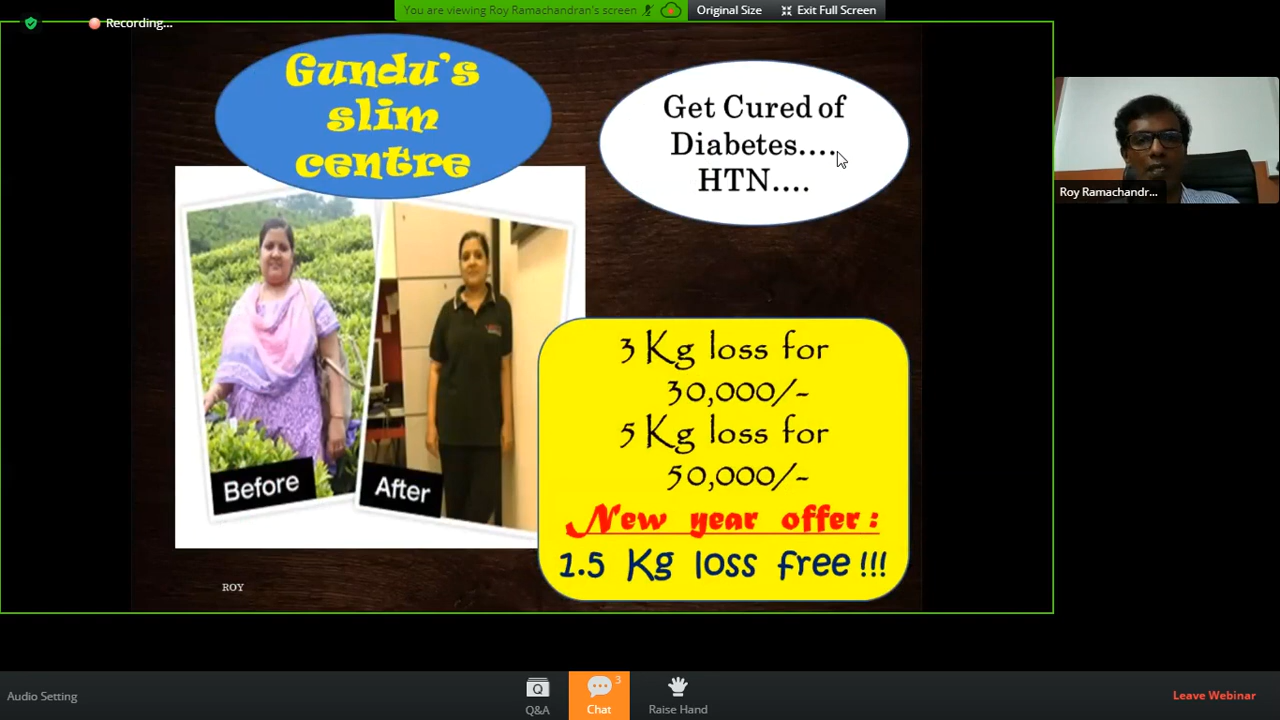 You are viewing Roy Ramachandran's screen
Original Size
Exit Full Screen
Recording...
Gundu's
slim
centre
Get Cured of
Diabetes....
HTN....
Roy Ramachandr...
Before
After
3 Kg loss for
30,000/-
5 Kg loss for
50,000/-
New year offer:
1.5 Kg loss free!!!
ROY
Audio Setting
Q
Q&A
3
Chat
Raise Hand
Leave Webinar